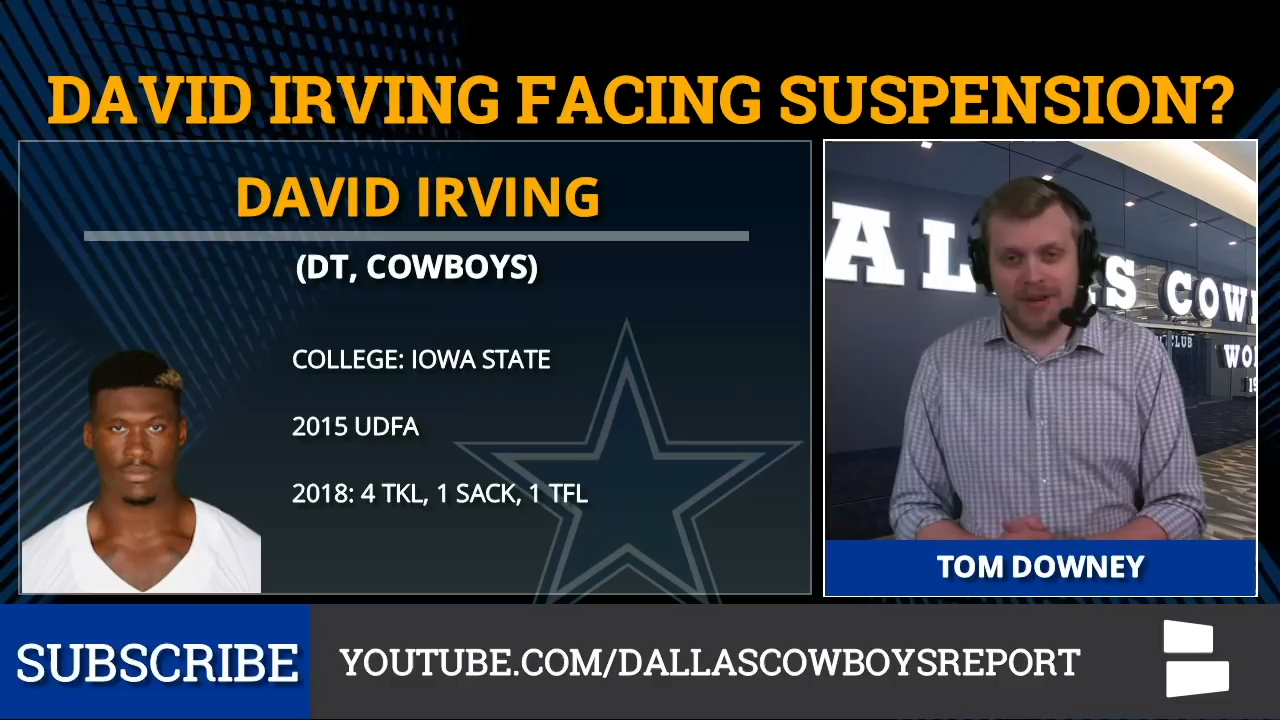 DAVID IRVING FACING SUSPENSION?
DAVID IRVING
(DT, COWBOYS)
COLLEGE: IOWA STATE
2015 UDFA
2018: 4 TKL, 1 SACK, 1 TFL
TOM DOWNEY
SUBSCRIBE
YOUTUBE.COM/DALLASCOWBOYSREPORT